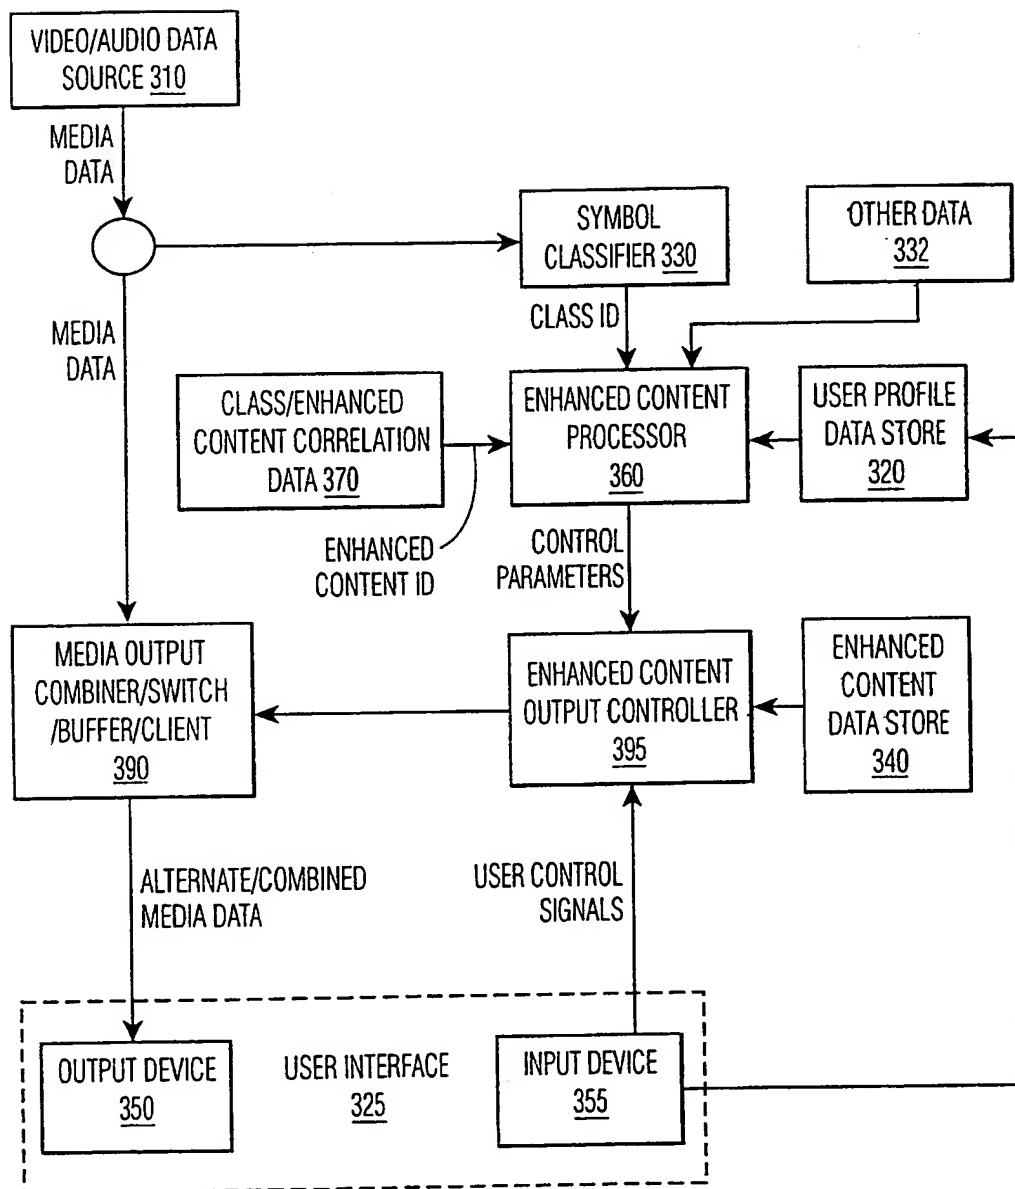 VIDEO/AUDIO DATA
SOURCE 310
MEDIA
DATA
SYMBOL
CLASSIFIER 330
OTHER DATA
332
CLASS ID
MEDIA
DATA
CLASS/ENHANCED
CONTENT CORRELATION
DATA 370
ENHANCED CONTENT
PROCESSOR
360
USER PROFILE
DATA STORE
320
ENHANCED
CONTENT ID
CONTROL
PARAMETERS
MEDIA OUTPUT
COMBINER/SWITCH
/BUFFER/CLIENT
390
ENHANCED CONTENT
OUTPUT CONTROLLER
395
ENHANCED
CONTENT
DATA STORE
340
ALTERNATE/COMBINED
MEDIA DATA
USER CONTROL
SIGNALS
OUTPUT DEVICE
350
USER INTERFACE
325
INPUT DEVICE
355